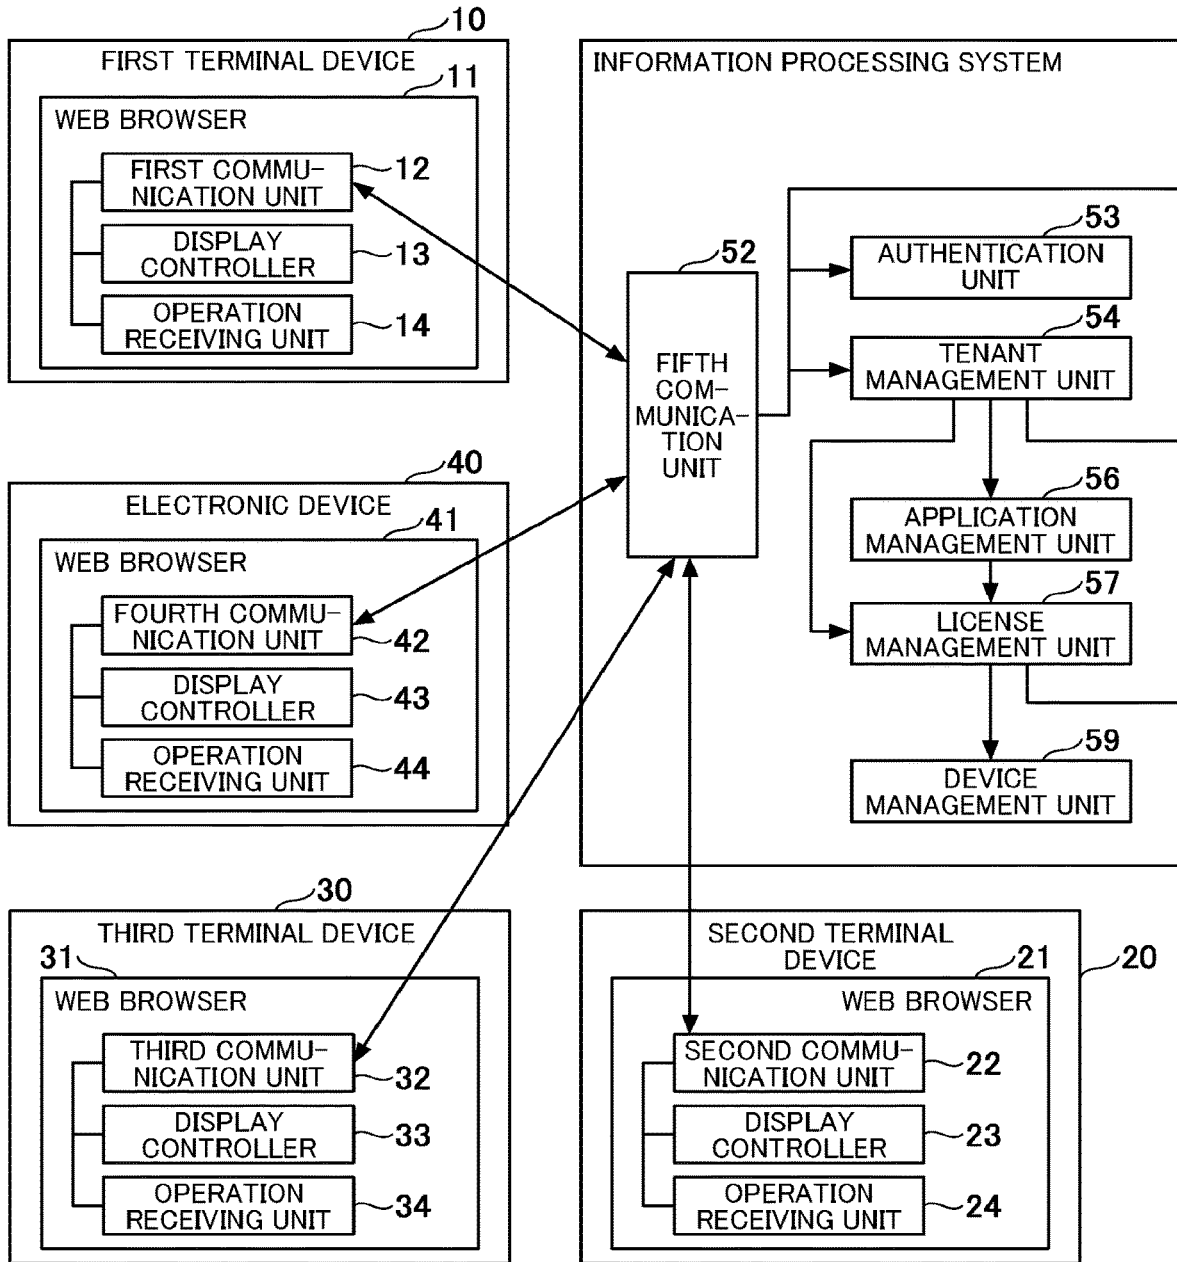 10
FIRST TERMINAL DEVICE
11
WEB BROWSER
FIRST COMMU-
NICATION UNIT
12
DISPLAY
CONTROLLER
13
OPERATION
RECEIVING UNIT
14
40
ELECTRONIC DEVICE
41
WEB BROWSER
FOURTH COMMU-
NICATION UNIT
42
DISPLAY
CONTROLLER
43
OPERATION
RECEIVING UNIT
44
30
THIRD TERMINAL DEVICE
31
WEB BROWSER
THIRD COMMU-
NICATION UNIT
32
DISPLAY
CONTROLLER
33
OPERATION
RECEIVING UNIT
34
INFORMATION PROCESSING SYSTEM
52
FIFTH
COM-
MUNICA-
TION
UNIT
53
AUTHENTICATION
UNIT
54
TENANT
MANAGEMENT UNIT
56
APPLICATION
MANAGEMENT UNIT
57
LICENSE
MANAGEMENT UNIT
59
DEVICE
MANAGEMENT UNIT
SECOND TERMINAL
DEVICE
20
21
WEB BROWSER
SECOND COMMU-
NICATION UNIT
22
DISPLAY
CONTROLLER
23
OPERATION
RECEIVING UNIT
24